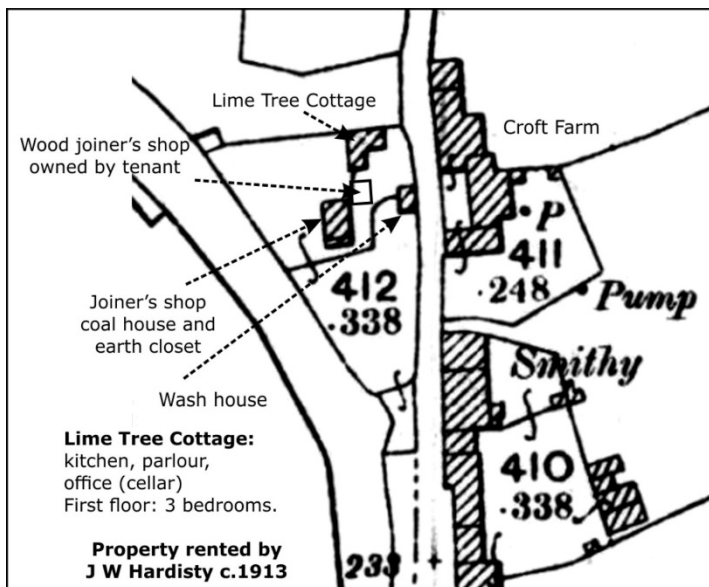 Lime Tree Cottage
Croft Farm
Wood joiner's shop
owned by tenant
P
411
.248
Pump
412
.338
Joiner's shop
coal house and
earth closet
Smithy
Wash house
Lime Tree Cottage:
kitchen, parlour,
office (cellar)
First floor: 3 bedrooms.
410
.338
Property rented by
J W Hardisty c.1913
233